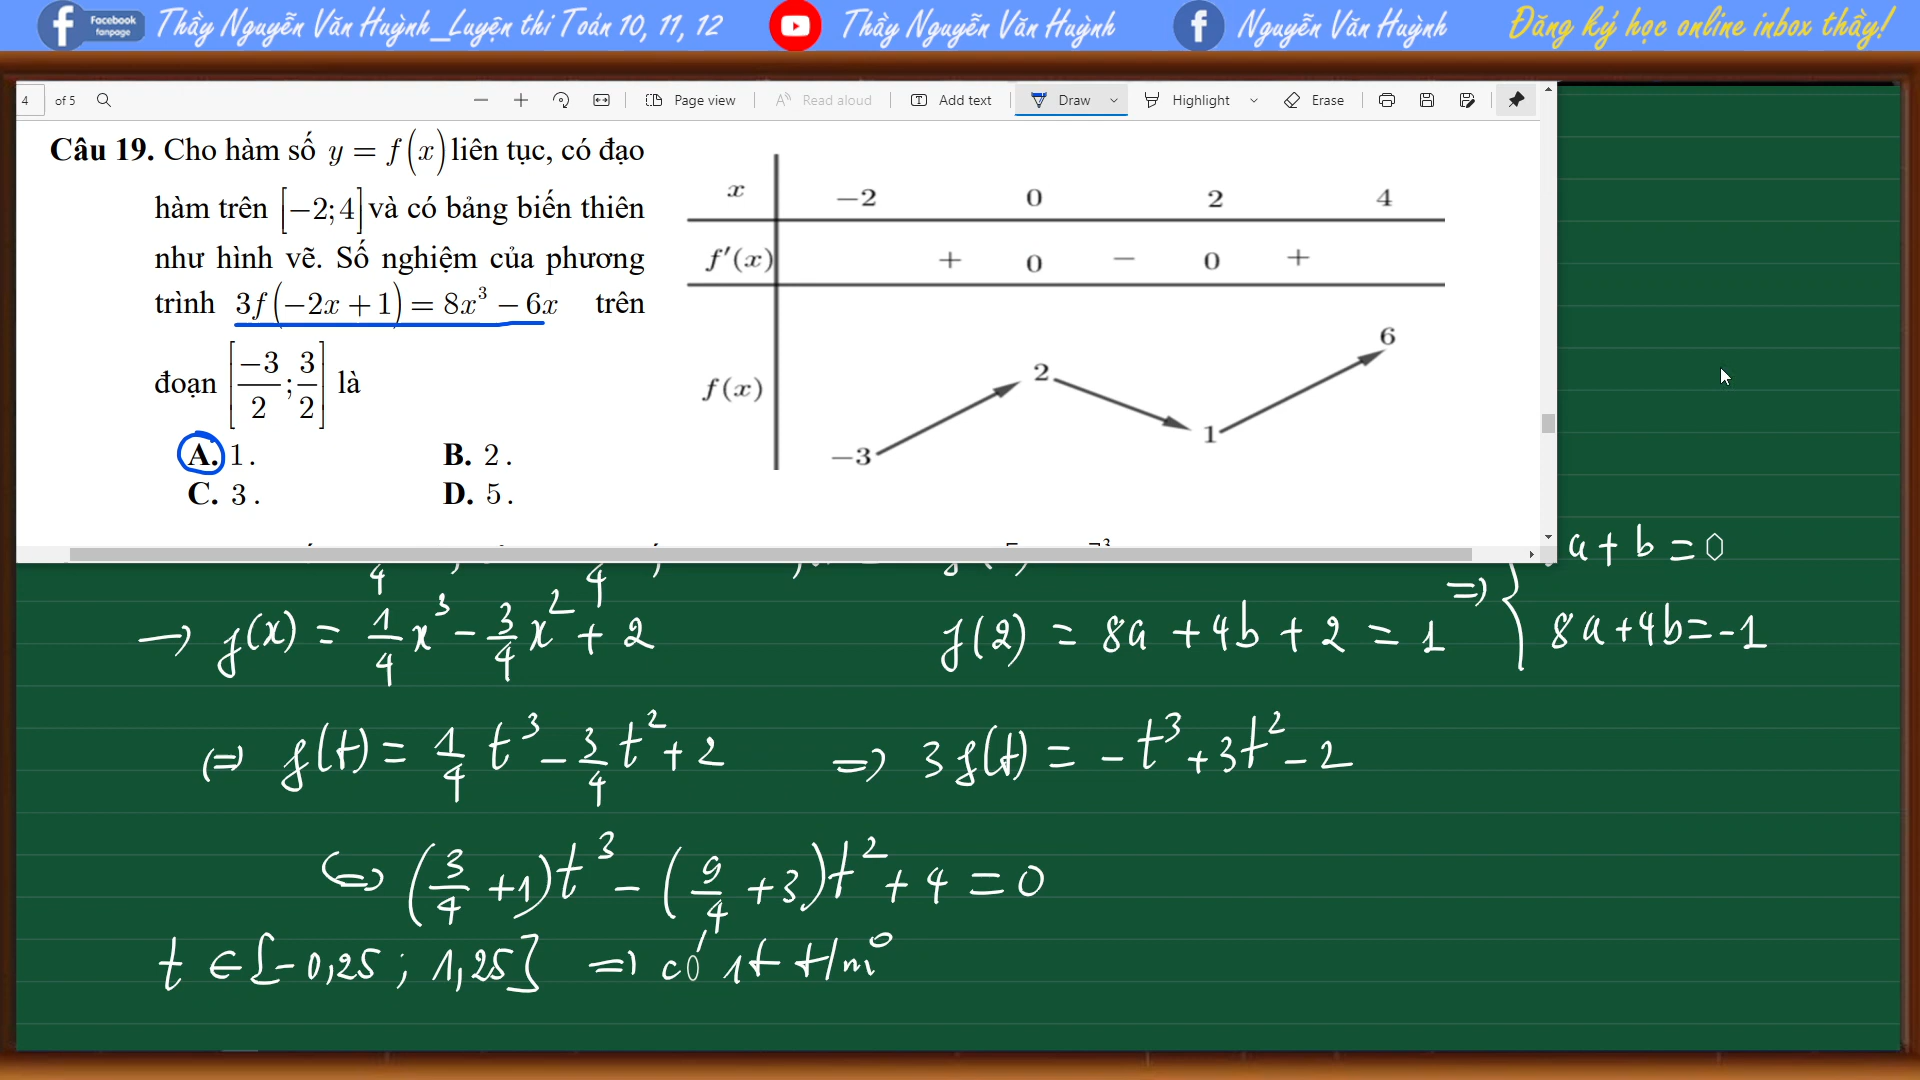 Facebook fanpage Thầy Nguyễn Văn Huỳnh_Luyện thi Toán 10, 11, 12 Thầy Nguyễn Văn Huỳnh Nguyễn Văn Huỳnh Đăng ký học online inbox thầy!
4 of 5 Page view Read aloud Add text Draw Highlight Erase
Câu 19. Cho hàm số y = f(x) liên tục, có đạo
hàm trên [−2;4] và có bảng biến thiên
như hình vẽ. Số nghiệm của phương
trình 3f(−2x + 1) = 8x³ − 6x trên
đoạn [−3/2; 3/2] là
A. 1. B. 2.
C. 3. D. 5.
x −2 0 2 4
f′(x) + 0 − 0 +
f(x) −3 2 1 6
a + b = 0
→ f(x) = 1/4 x³ − 3/4 x² + 2 f(2) = 8a + 4b + 2 = 1 ⇒ { 8a + 4b = −1
⇔ f(t) = 1/4 t³ − 3/4 t² + 2 ⇒ 3f(t) = −t³ + 3t² − 2
⇔ (3/4 + 1)t³ − (9/4 + 3)t² + 4 = 0
t ∈ [−0,25 ; 1,25] ⇒ có 1t t/m